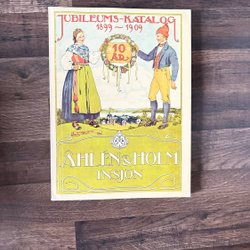 JUBILEUMS-KATALOG
1899~1909
10
ÅR.
ÅHLÉN & HOLM
INSJÖN